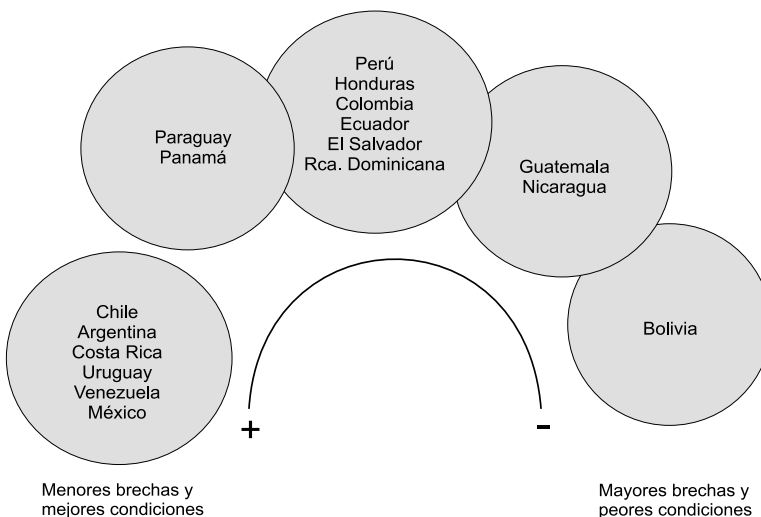 Perú
Honduras
Colombia
Ecuador
El Salvador
Rca. Dominicana
Paraguay
Panamá
Guatemala
Nicaragua
Chile
Argentina
Costa Rica
Uruguay
Venezuela
México
Bolivia
+
-
Menores brechas y
mejores condiciones
Mayores brechas y
peores condiciones